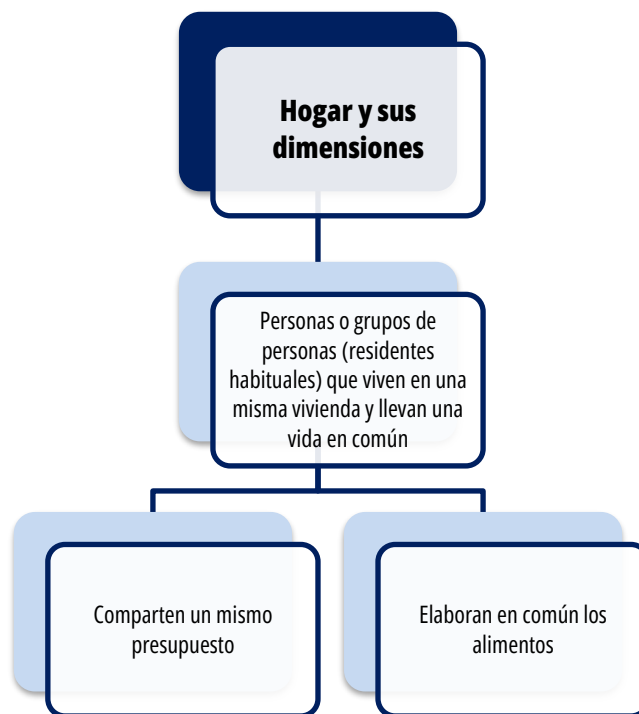 Hogar y sus
dimensiones
Personas o grupos de
personas (residentes
habituales) que viven en una
misma vivienda y llevan una
vida en común
Comparten un mismo
presupuesto
Elaboran en común los
alimentos